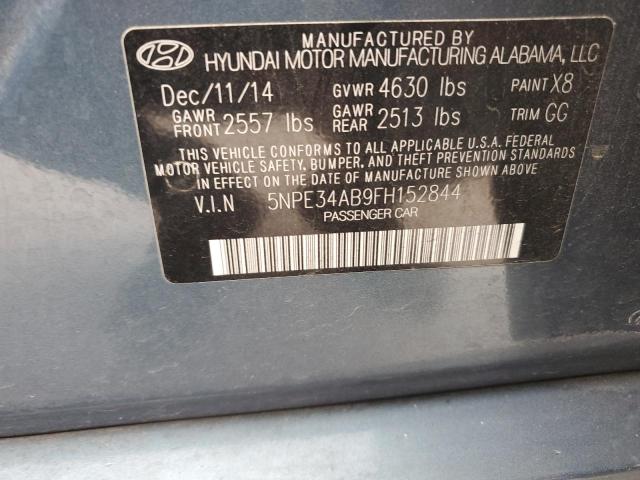 MANUFACTURED BY
HYUNDAI MOTOR MANUFACTURING ALABAMA, LLC
Dec/11/14 GVWR 4630 lbs PAINT X8
GAWR FRONT 2557 lbs GAWR REAR 2513 lbs TRIM GG
THIS VEHICLE CONFORMS TO ALL APPLICABLE U.S.A. FEDERAL
MOTOR VEHICLE SAFETY, BUMPER, AND THEFT PREVENTION STANDARDS
IN EFFECT ON THE DATE OF MANUFACTURE SHOWN ABOVE.
V.I.N 5NPE34AB9FH152844
PASSENGER CAR